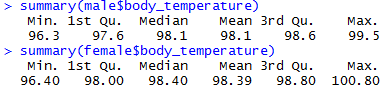 > summary(male$body_temperature)
Min. 1st Qu. Median Mean 3rd Qu. Max.
96.3 97.6 98.1 98.1 98.6 99.5
> summary(female$body_temperature)
Min. 1st Qu. Median Mean 3rd Qu. Max.
96.40 98.00 98.40 98.39 98.80 100.80